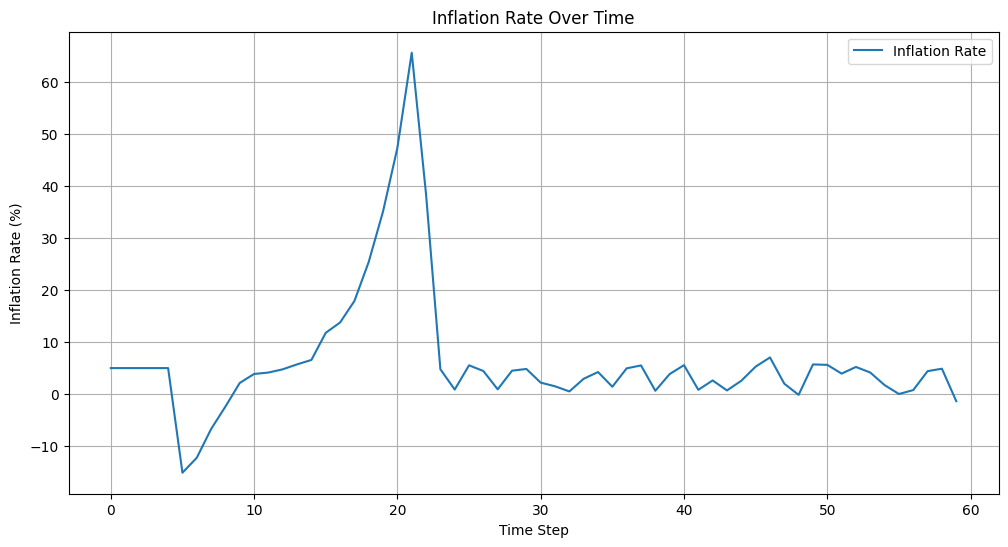 Inflation Rate Over Time
Inflation Rate
Inflation Rate (%)
60
50
40
30
20
10
0
−10
0 10 20 30 40 50 60
Time Step